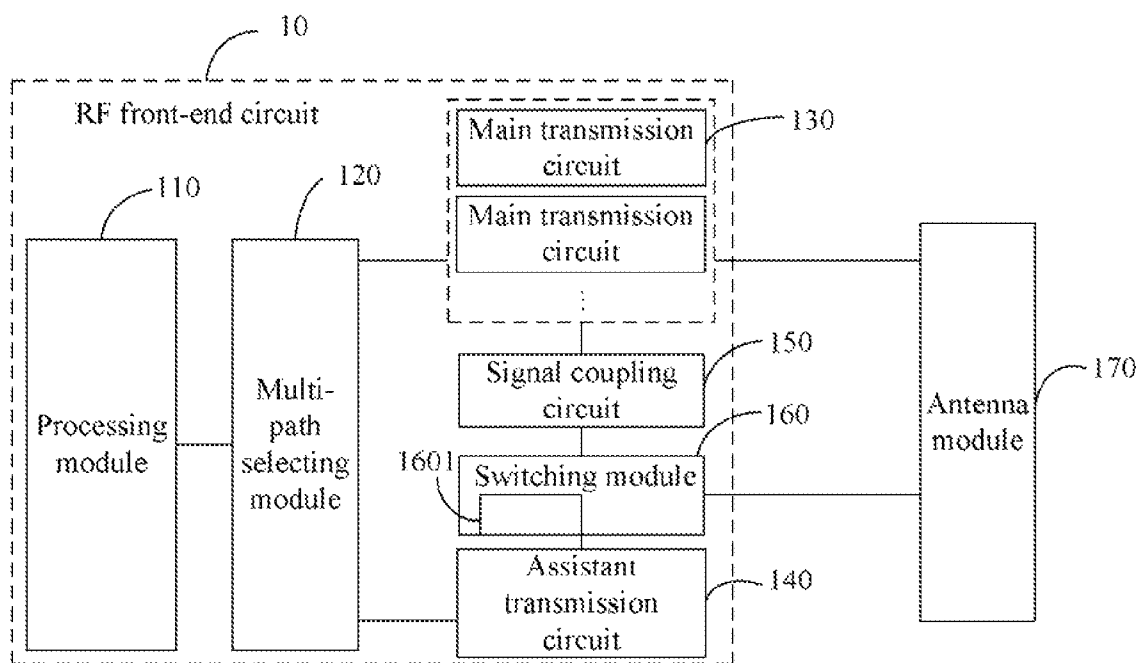 10
RF front-end circuit
Main transmission
circuit
130
Main transmission
circuit
110
120
Signal coupling
circuit
150
Processing
module
Multi-
path
selecting
module
Switching module
160
1601
Assistant
transmission
circuit
140
Antenna
module
170